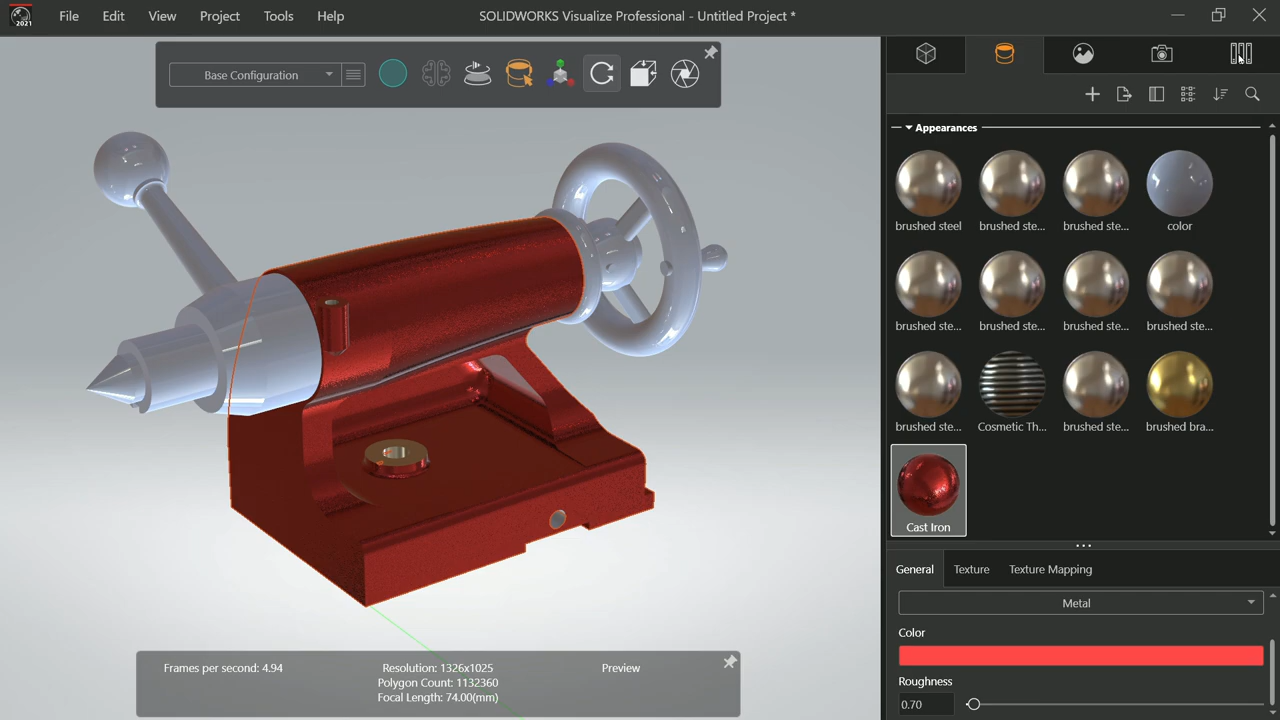 2021
File Edit View Project Tools Help SOLIDWORKS Visualize Professional - Untitled Project *
Base Configuration
Appearances
brushed steel brushed ste... brushed ste... color
brushed ste... brushed ste... brushed ste... brushed ste...
brushed ste... Cosmetic Th... brushed ste... brushed bra...
Cast Iron
General Texture Texture Mapping
Metal
Color
Roughness
0.70
Frames per second: 4.94 Resolution: 1326x1025 Preview
Polygon Count: 1132360
Focal Length: 74.00(mm)